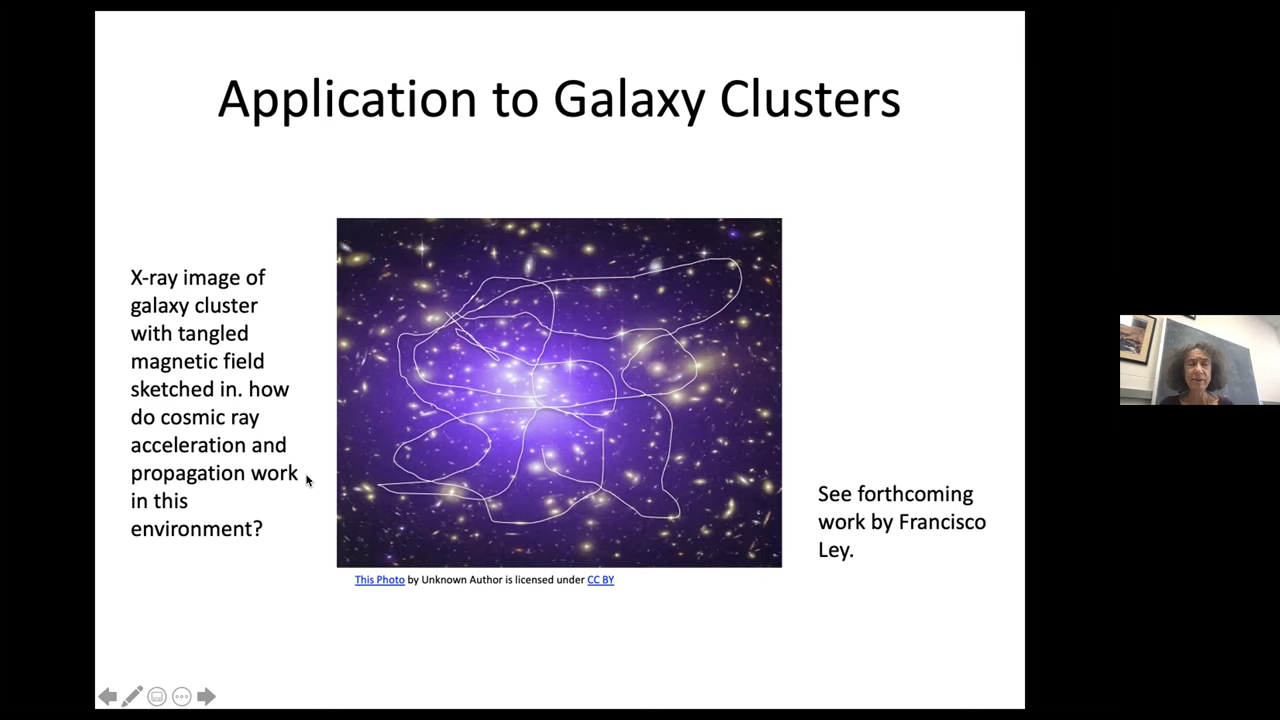 Application to Galaxy Clusters
X-ray image of
galaxy cluster
with tangled
magnetic field
sketched in. how
do cosmic ray
acceleration and
propagation work
in this
environment?
See forthcoming
work by Francisco
Ley.
This Photo by Unknown Author is licensed under CC BY